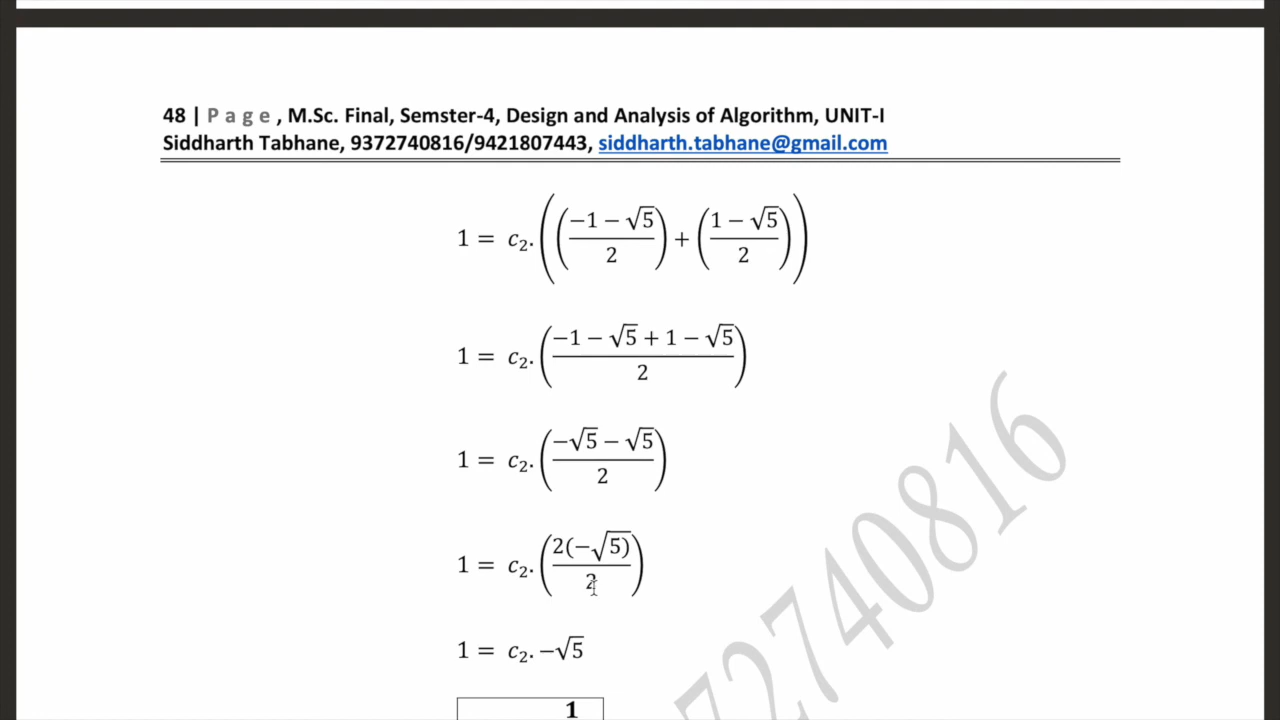 48 | P a g e , M.Sc. Final, Semster-4, Design and Analysis of Algorithm, UNIT-I
Siddharth Tabhane, 9372740816/9421807443, siddharth.tabhane@gmail.com
1 = c₂.(((−1 − √5)/2) + ((1 − √5)/2))
1 = c₂.((−1 − √5 + 1 − √5)/2)
1 = c₂.((−√5 − √5)/2)
1 = c₂.((2(−√5))/2)
1 = c₂.−√5
1
72740816